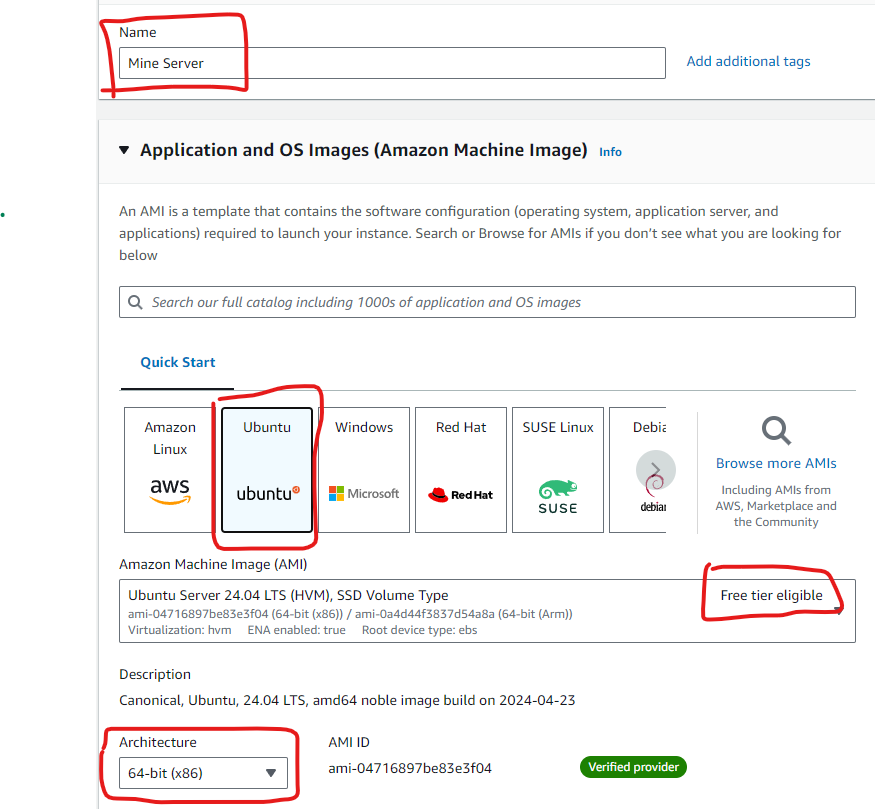 Name
Mine Server
Add additional tags
Application and OS Images (Amazon Machine Image) Info
An AMI is a template that contains the software configuration (operating system, application server, and
applications) required to launch your instance. Search or Browse for AMIs if you don’t see what you are looking for
below
Search our full catalog including 1000s of application and OS images
Quick Start
Amazon
Linux
aws
Ubuntu
ubuntu
Windows
Microsoft
Red Hat
Red Hat
SUSE Linux
SUSE
Debia
debian
Browse more AMIs
Including AMIs from
AWS, Marketplace and
the Community
Amazon Machine Image (AMI)
Ubuntu Server 24.04 LTS (HVM), SSD Volume Type
Free tier eligible
ami-04716897be83e3f04 (64-bit (x86)) / ami-0a4d44f3837d54a8a (64-bit (Arm))
Virtualization: hvm ENA enabled: true Root device type: ebs
Description
Canonical, Ubuntu, 24.04 LTS, amd64 noble image build on 2024-04-23
Architecture
64-bit (x86)
AMI ID
ami-04716897be83e3f04
Verified provider